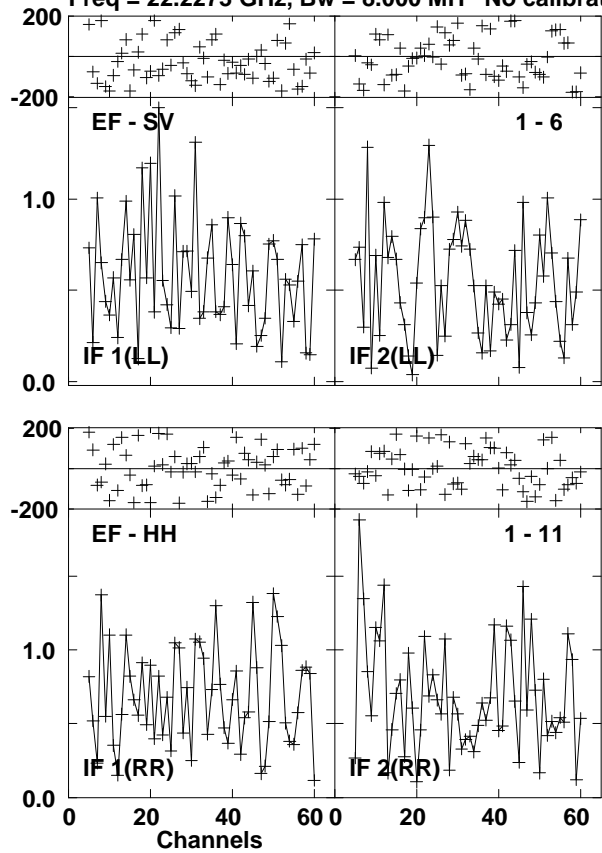 Freq = 22.2275 GHz, Bw = 8.000 MH No calibrat
200
-200
EF - SV
1 - 6
1.0
IF 1(LL)
IF 2(LL)
0.0
200
-200
EF - HH
1 - 11
1.0
IF 1(RR)
IF 2(RR)
0.0
0 20 40 60 0 20 40 60
Channels